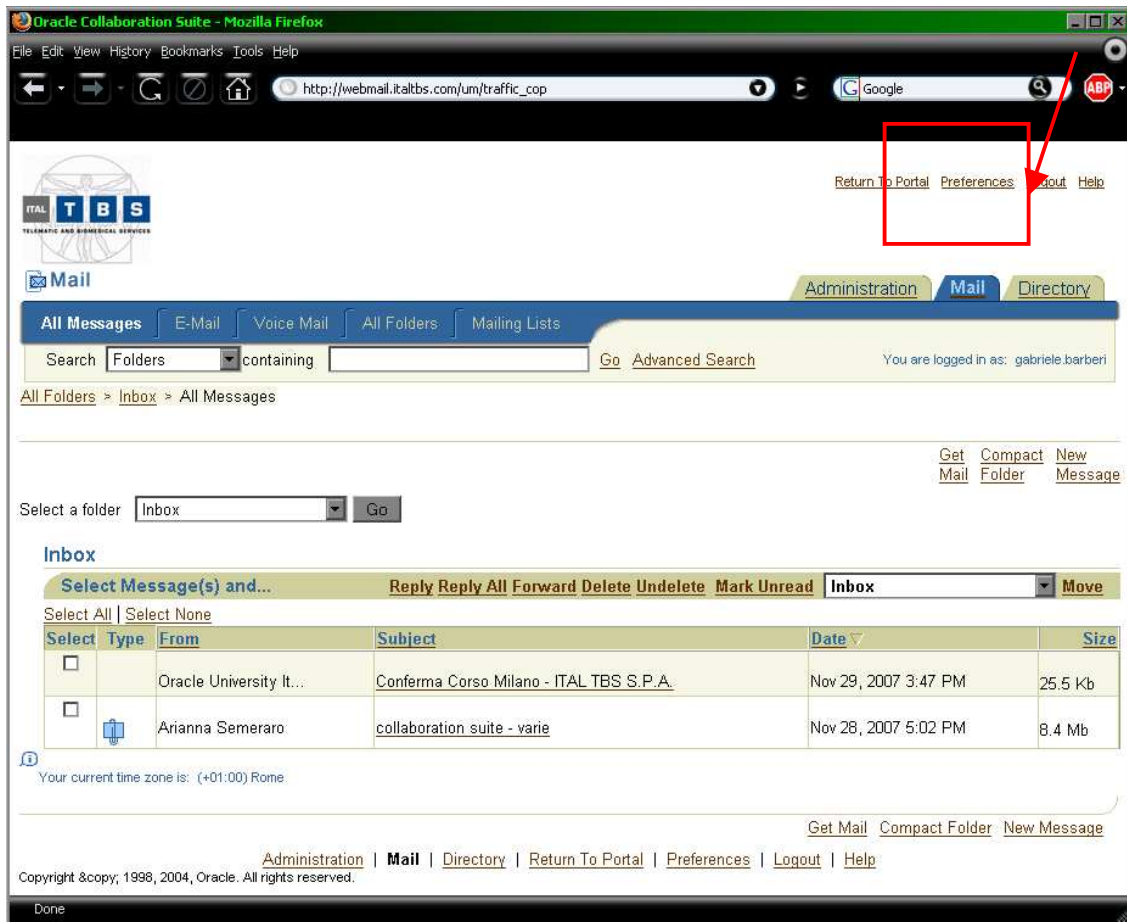 Oracle Collaboration Suite - Mozilla Firefox
File Edit View History Bookmarks Tools Help
http://webmail.italtbs.com/um/traffic_cop
G Google
ABP
Return To Portal Preferences Logout Help
ITAL T B S
TELEMATIC AND BIOMEDICAL SERVICES
Mail
Administration Mail Directory
All Messages E-Mail Voice Mail All Folders Mailing Lists
Search Folders containing Go Advanced Search You are logged in as: gabriele.barberi
All Folders > Inbox > All Messages
Get Mail Compact Folder New Message
Select a folder Inbox Go
Inbox
Select Message(s) and... Reply Reply All Forward Delete Undelete Mark Unread Inbox Move
Select All | Select None
Select Type From Subject Date Size
Oracle University It... Conferma Corso Milano - ITAL TBS S.P.A. Nov 29, 2007 3:47 PM 25.5 Kb
Arianna Semeraro collaboration suite - varie Nov 28, 2007 5:02 PM 8.4 Mb
Your current time zone is: (+01:00) Rome
Get Mail Compact Folder New Message
Administration | Mail | Directory | Return To Portal | Preferences | Logout | Help
Copyright &copy; 1998, 2004, Oracle. All rights reserved.
Done